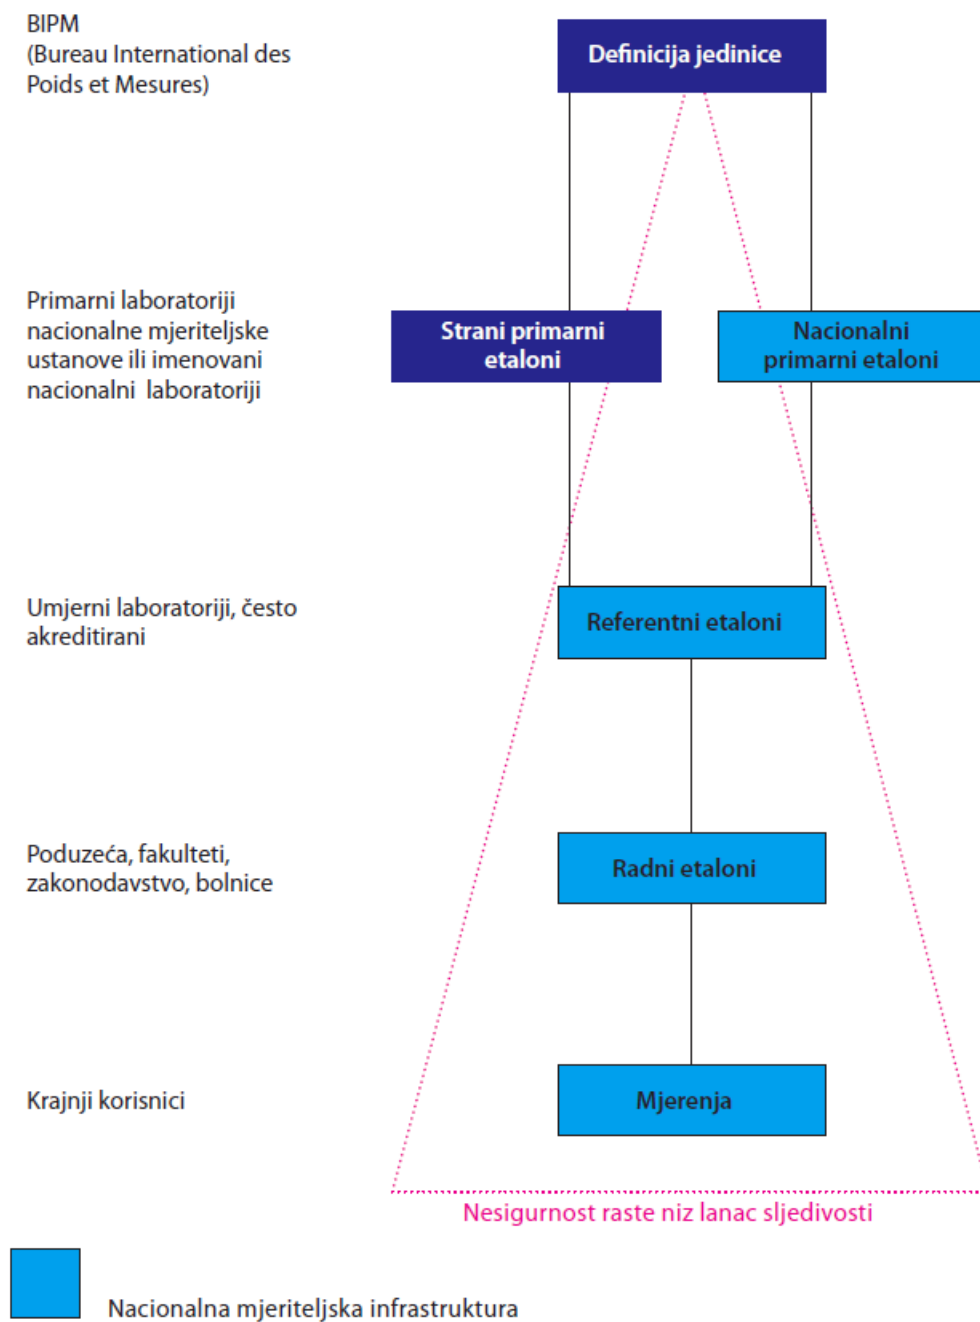 BIPM
(Bureau International des
Poids et Mesures)
Definicija jedinice
Primarni laboratoriji
nacionalne mjeriteljske
ustanove ili imenovani
nacionalni laboratoriji
Strani primarni
etaloni
Nacionalni
primarni etaloni
Umjerni laboratoriji, često
akreditirani
Referentni etaloni
Poduzeća, fakulteti,
zakonodavstvo, bolnice
Radni etaloni
Krajnji korisnici
Mjerenja
Nesigurnost raste niz lanac sljedivosti
Nacionalna mjeriteljska infrastruktura